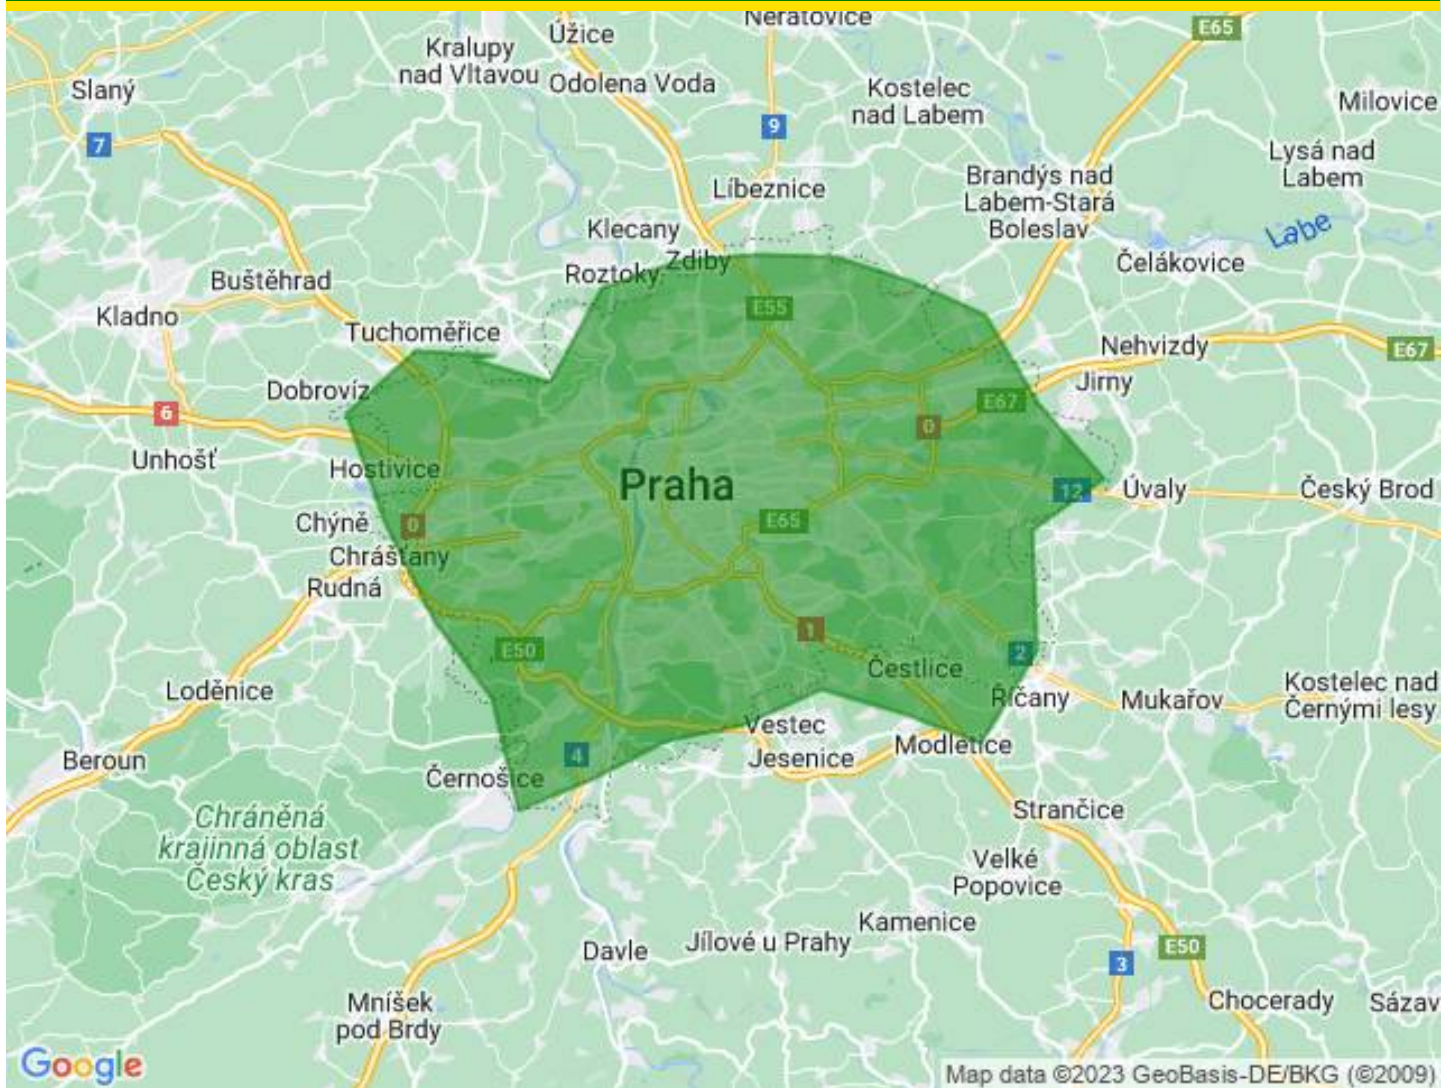 Neratovice
E65
Úžice
Kralupy
nad Vltavou
Odolena Voda
Slaný
Kostelec
nad Labem
Milovice
7
9
Lysá nad
Labem
Líbeznice
Brandýs nad
Labem-Stará
Boleslav
Klecany
Labe
Zdiby
Roztoky
Čelákovice
Buštěhrad
Kladno
E55
Tuchoměřice
Nehvizdy
E67
Jirny
Dobrovíz
E67
6
0
Unhošť
Hostivice
Praha
12
Úvaly
Český Brod
Chýně
0
E65
Chrášťany
Rudná
1
E50
2
Čestlice
Loděnice
Říčany
Mukařov
Kostelec nad
Černými lesy
Vestec
Beroun
4
Jesenice
Modletice
Černošice
Strančice
Chráněná
krajinná oblast
Český kras
Velké
Popovice
Kamenice
Davle
Jílové u Prahy
E50
3
Mníšek
pod Brdy
Chocerady
Sázav
Google
Map data ©2023 GeoBasis-DE/BKG (©2009)